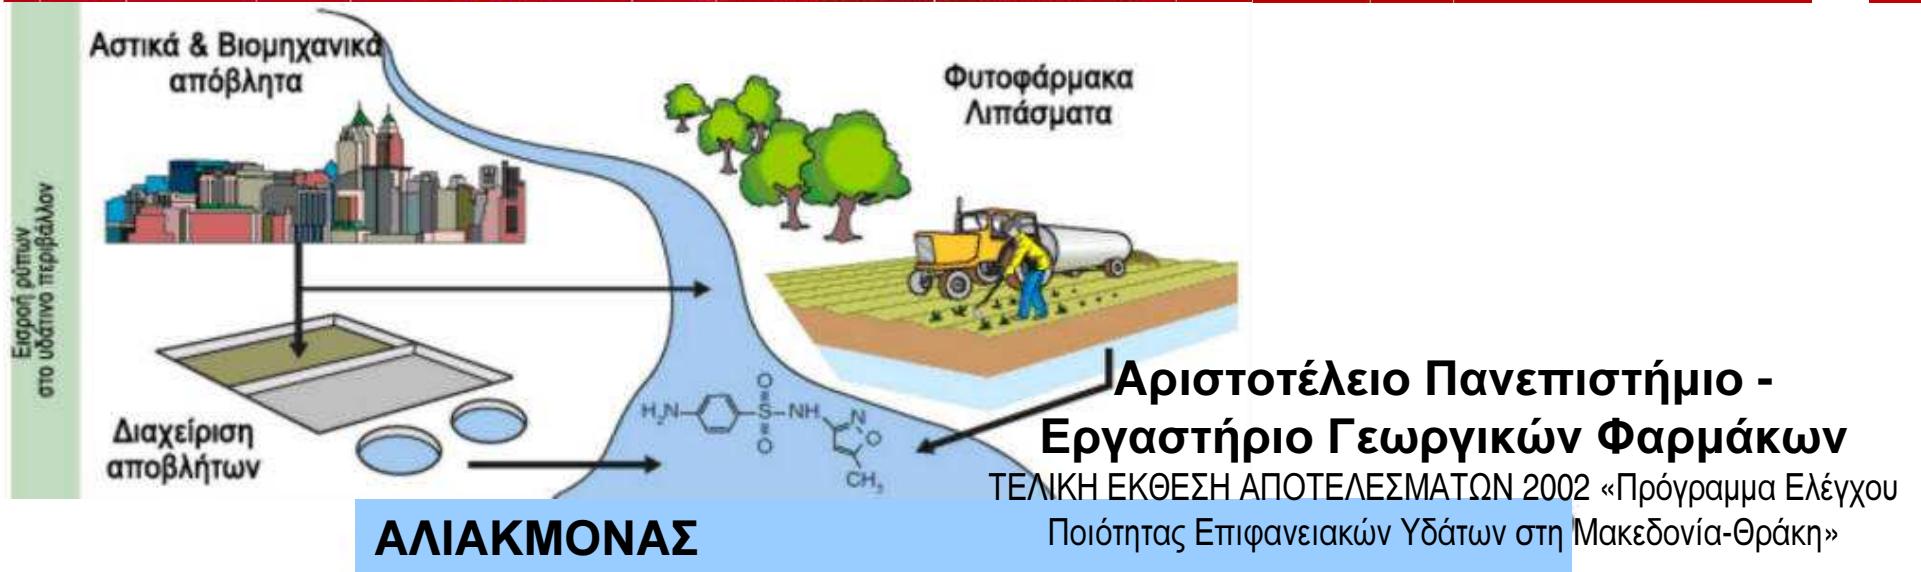 Αστικά & Βιομηχανικά
απόβλητα
Φυτοφάρμακα
Λιπάσματα
Εισροή ρύπων
στο υδάτινο περιβάλλον
Διαχείριση
αποβλήτων
H₂N
O
S
O
NH
N
O
CH₃
Αριστοτέλειο Πανεπιστήμιο -
Εργαστήριο Γεωργικών Φαρμάκων
ΤΕΛΙΚΗ ΕΚΘΕΣΗ ΑΠΟΤΕΛΕΣΜΑΤΩΝ 2002 «Πρόγραμμα Ελέγχου
Ποιότητας Επιφανειακών Υδάτων στη Μακεδονία-Θράκη»
ΑΛΙΑΚΜΟΝΑΣ